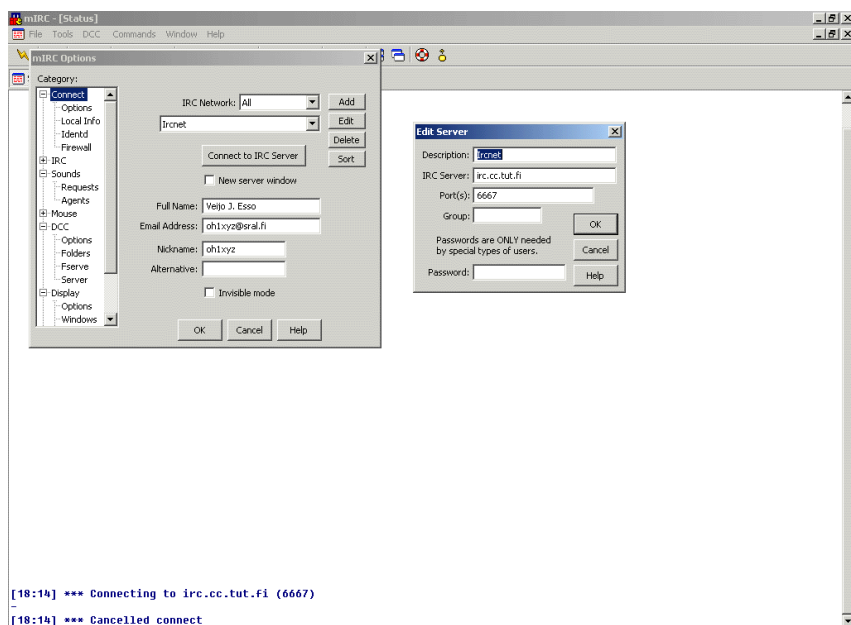 mIRC - [Status]
File Tools DCC Commands Window Help
mIRC Options
Category:
Connect
Options
Local Info
Identd
Firewall
IRC
Sounds
Requests
Agents
Mouse
DCC
Options
Folders
Fserve
Server
Display
Options
Windows
IRC Network: All
Add
Ircnet
Edit
Delete
Connect to IRC Server
Sort
New server window
Full Name: Veijo J. Esso
Email Address: oh1xyz@sral.fi
Nickname: oh1xyz
Alternative:
Invisible mode
OK Cancel Help
Edit Server
Description: Ircnet
IRC Server: irc.cc.tut.fi
Port(s): 6667
Group:
OK
Passwords are ONLY needed
by special types of users.
Cancel
Password:
Help
[18:14] *** Connecting to irc.cc.tut.fi (6667)
-
[18:14] *** Cancelled connect